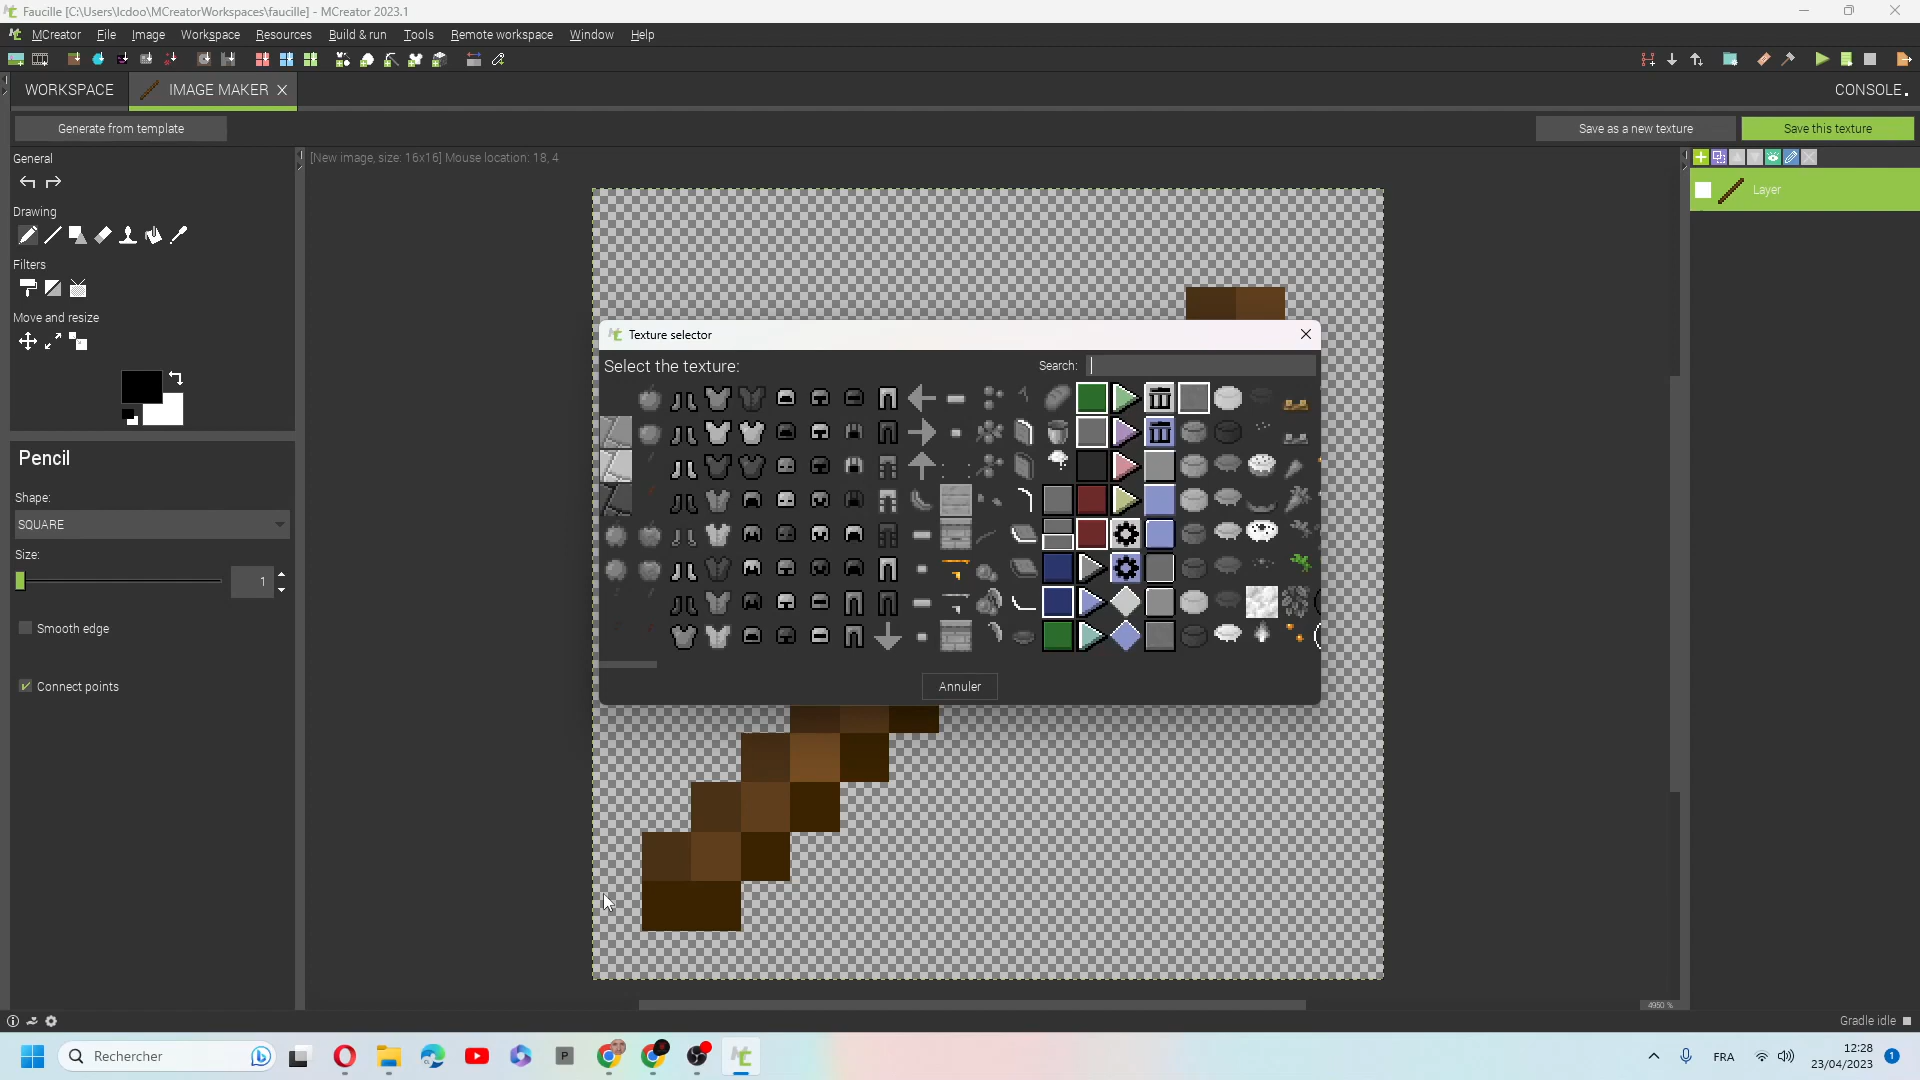 Faucille [C:\Users\lcdoo\MCreatorWorkspaces\faucille] - MCreator 2023.1
MCreator File Image Workspace Resources Build & run Tools Remote workspace Window Help
WORKSPACE IMAGE MAKER CONSOLE
Generate from template Save as a new texture Save this texture
General [New image, size: 16x16] Mouse location: 18, 4
Layer
Drawing
Filters
Move and resize
Texture selector
Select the texture: Search:
Pencil
Shape:
SQUARE
Size:
1
Smooth edge
Connect points
Annuler
4950 %
Gradle idle
Rechercher
P
FRA
12:28
23/04/2023
1